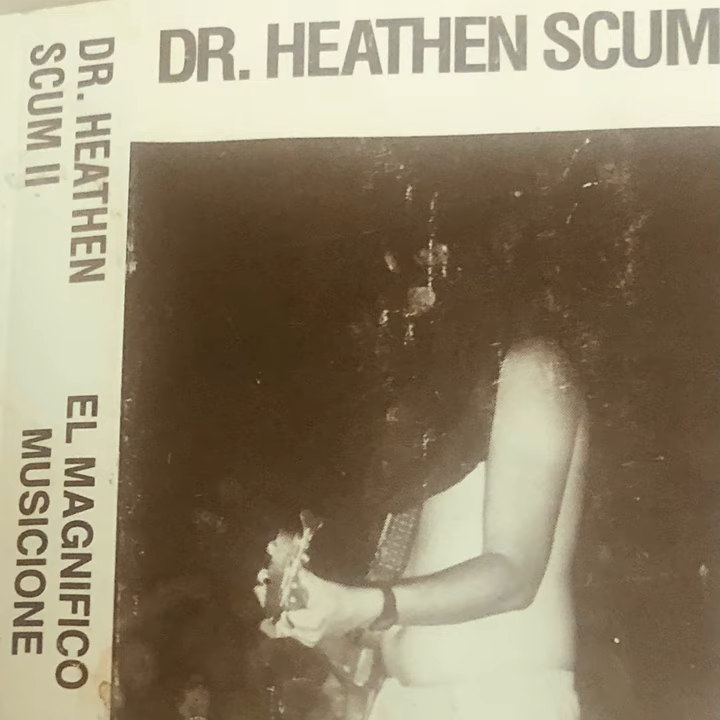 DR. HEATHEN
SCUM II
EL MAGNIFICO
MUSICIONE
DR. HEATHEN SCUM